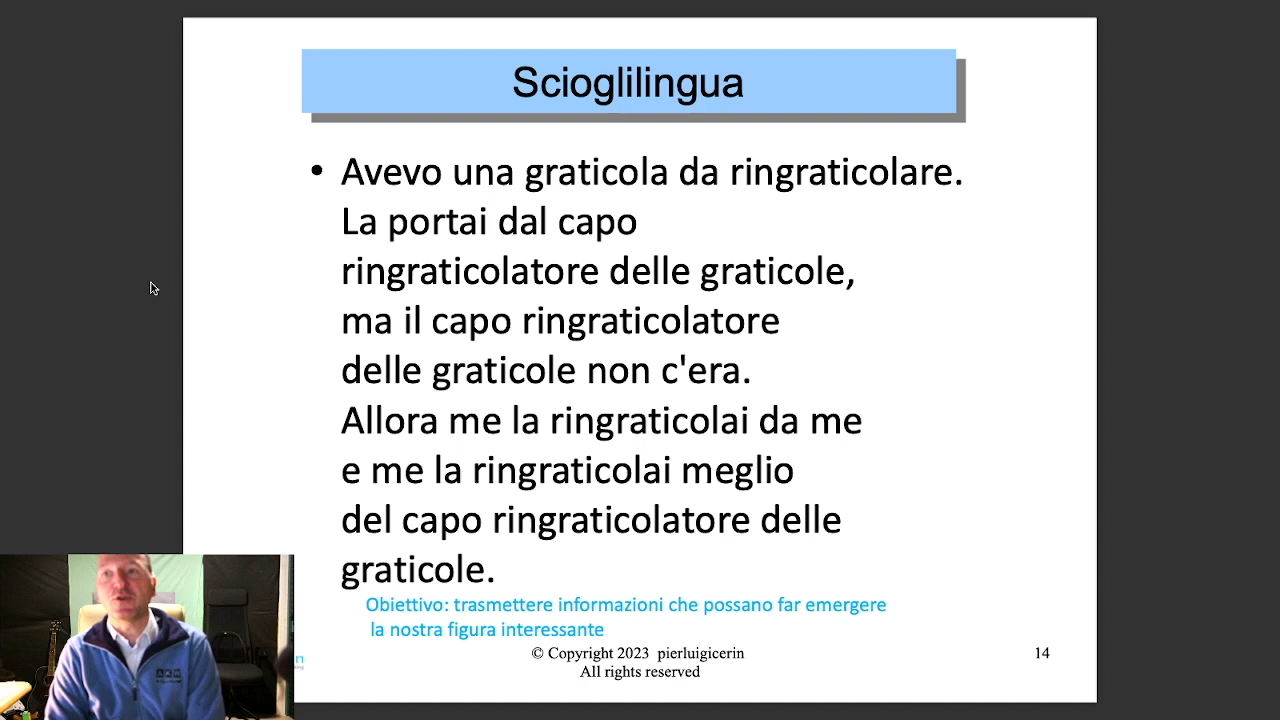 Scioglilingua
• Avevo una graticola da ringraticolare.
La portai dal capo
ringraticolatore delle graticole,
ma il capo ringraticolatore
delle graticole non c'era.
Allora me la ringraticolai da me
e me la ringraticolai meglio
del capo ringraticolatore delle
graticole.
Obiettivo: trasmettere informazioni che possano far emergere
la nostra figura interessante
© Copyright 2023 pierluigicerin
All rights reserved
14